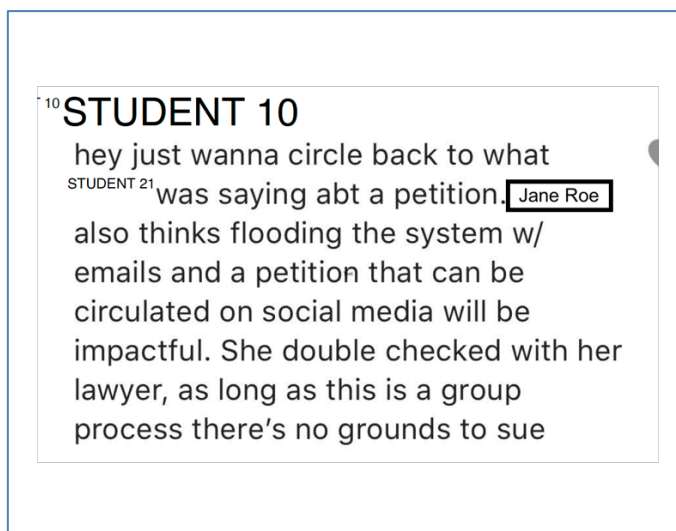 10 STUDENT 10
hey just wanna circle back to what
STUDENT 21 was saying abt a petition. Jane Roe
also thinks flooding the system w/
emails and a petition that can be
circulated on social media will be
impactful. She double checked with her
lawyer, as long as this is a group
process there's no grounds to sue